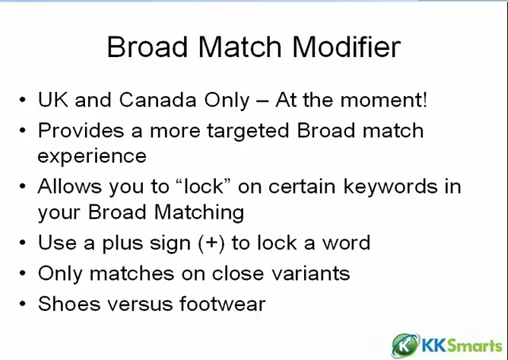 Broad Match Modifier
• UK and Canada Only – At the moment!
• Provides a more targeted Broad match
experience
• Allows you to “lock” on certain keywords in
your Broad Matching
• Use a plus sign (+) to lock a word
• Only matches on close variants
• Shoes versus footwear
KKSmarts